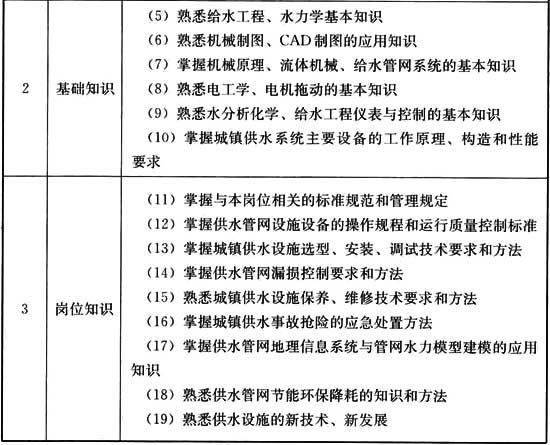 (5) 熟悉给水工程、水力学基本知识
(6) 熟悉机械制图、CAD制图的应用知识
(7) 掌握机械原理、流体机械、给水管网系统的基本知识
2 基础知识 (8) 熟悉电工学、电机拖动的基本知识
(9) 熟悉水分析化学、给水工程仪表与控制的基本知识
(10) 掌握城镇供水系统主要设备的工作原理、构造和性能
要求
(11) 掌握与本岗位相关的标准规范和管理规定
(12) 掌握供水管网设施设备的操作规程和运行质量控制标准
(13) 掌握城镇供水设施选型、安装、调试技术要求和方法
(14) 掌握供水管网漏损控制要求和方法
3 岗位知识 (15) 熟悉城镇供水设施保养、维修技术要求和方法
(16) 掌握城镇供水事故抢险的应急处置方法
(17) 掌握供水管网地理信息系统与管网水力模型建模的应用
知识
(18) 熟悉供水管网节能环保降耗的知识和方法
(19) 熟悉供水设施的新技术、新发展